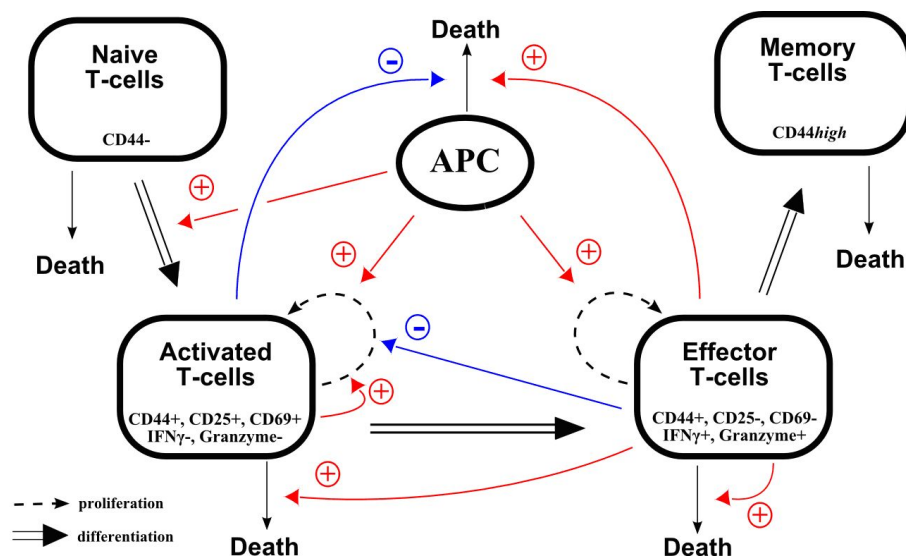 Naive
T-cells
CD44-
Death
-
+
Memory
T-cells
CD44high
APC
+
Death
Death
+
+
-
Activated
T-cells
CD44+, CD25+, CD69+
IFNγ-, Granzyme-
+
Effector
T-cells
CD44+, CD25-, CD69-
IFNγ+, Granzyme+
+
+
proliferation
differentiation
Death
Death